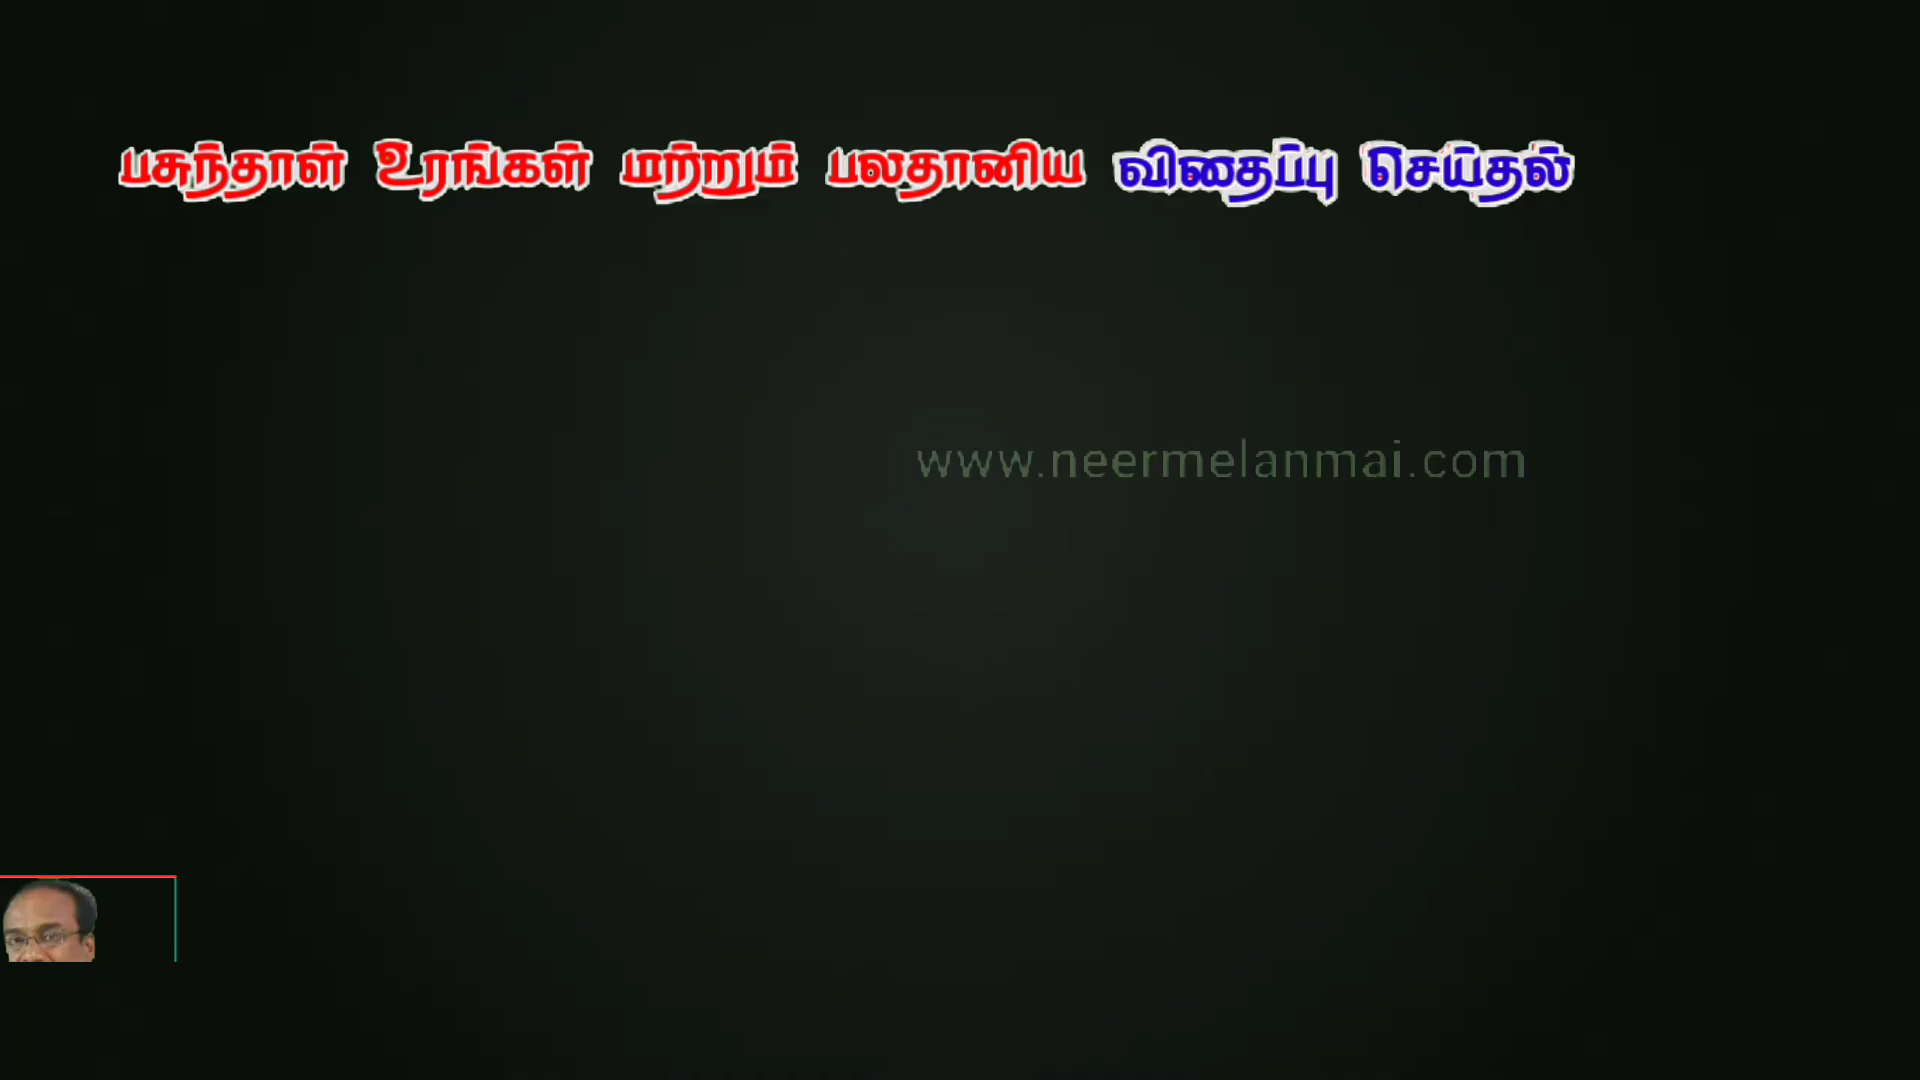 பசுந்தாள் உரங்கள் மற்றும் பலதானிய விதைப்பு செய்தல்
www.neermelanmai.com